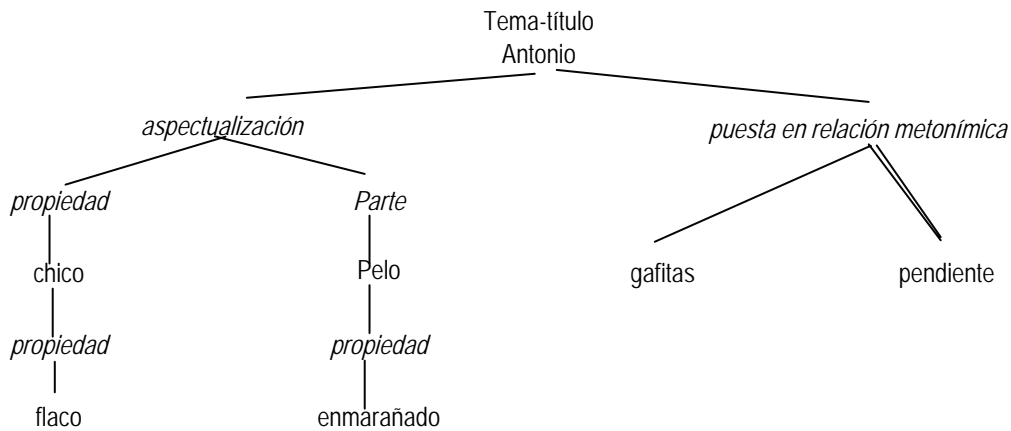 Tema-título
Antonio
aspectualización
puesta en relación metonímica
propiedad
Parte
chico
Pelo
gafitas
pendiente
propiedad
propiedad
flaco
enmarañado